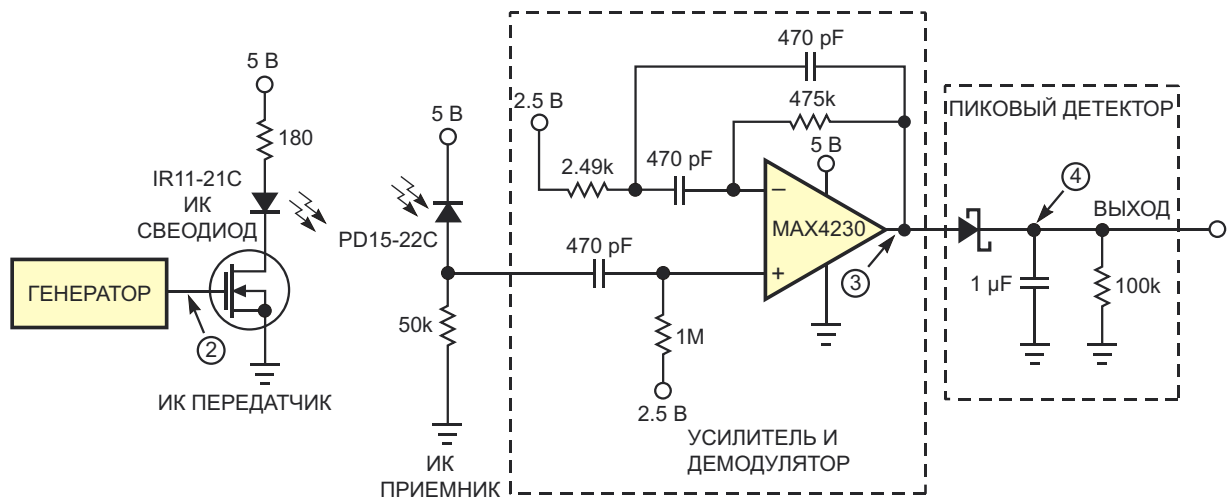 5 В
180
IR11-21C
ИК
СВЕОДИОД
ГЕНЕРАТОР
2
ИК ПЕРЕДАТЧИК
5 В
PD15-22C
50k
ИК
ПРИЕМНИК
470 pF
475k
2.5 В
2.49k
470 pF
5 В
−
MAX4230
+
470 pF
1M
2.5 В
3
УСИЛИТЕЛЬ И
ДЕМОДУЛЯТОР
ПИКОВЫЙ ДЕТЕКТОР
4
ВЫХОД
1 µF
100k